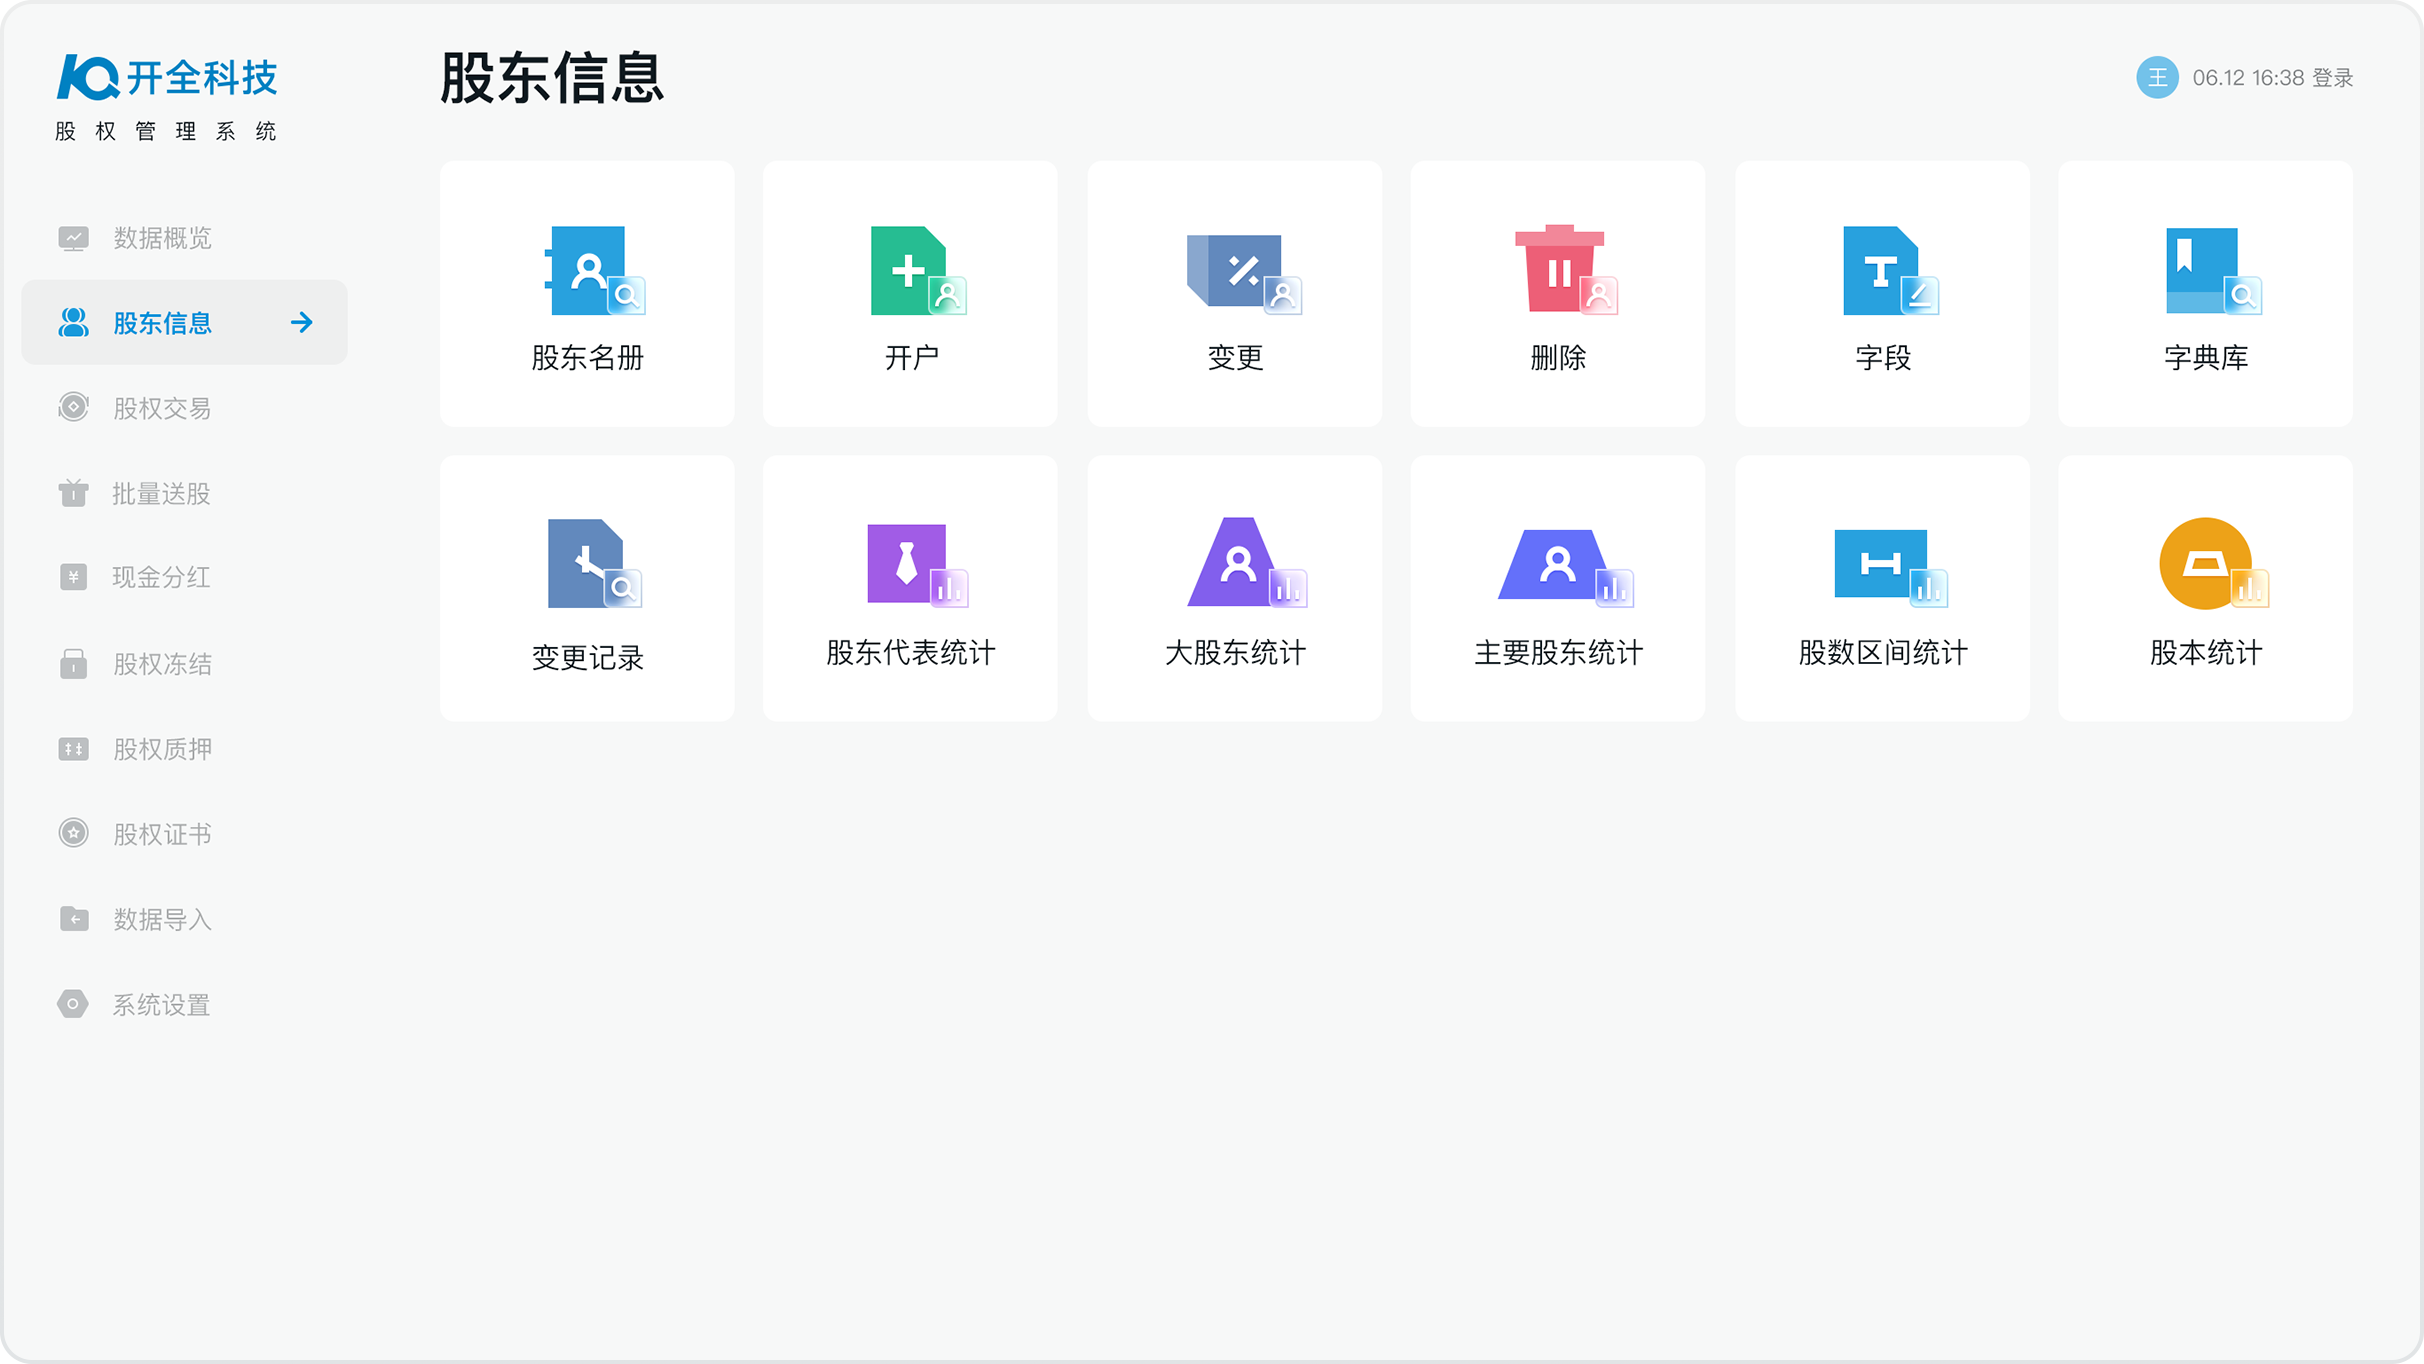 开全科技
股权管理系统
股东信息
王 06.12 16:38 登录
数据概览
股东信息
股权交易
批量送股
现金分红
股权冻结
股权质押
股权证书
数据导入
系统设置
股东名册
开户
变更
删除
字段
字典库
变更记录
股东代表统计
大股东统计
主要股东统计
股数区间统计
股本统计